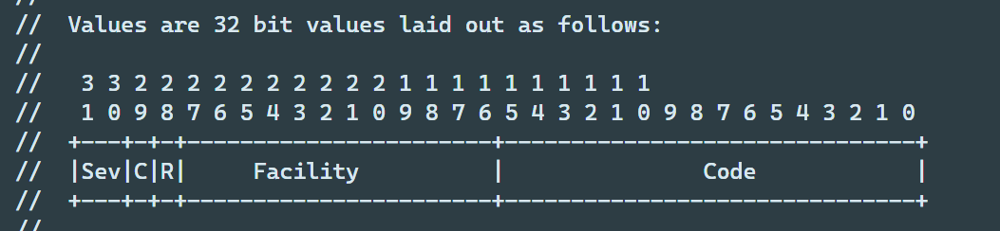 //
//  Values are 32 bit values laid out as follows:
//
//   3 3 2 2 2 2 2 2 2 2 2 2 1 1 1 1 1 1 1 1 1 1
//   1 0 9 8 7 6 5 4 3 2 1 0 9 8 7 6 5 4 3 2 1 0 9 8 7 6 5 4 3 2 1 0
//  +---+-+-+-----------------------+-------------------------------+
//  |Sev|C|R|     Facility          |               Code            |
//  +---+-+-+-----------------------+-------------------------------+
//